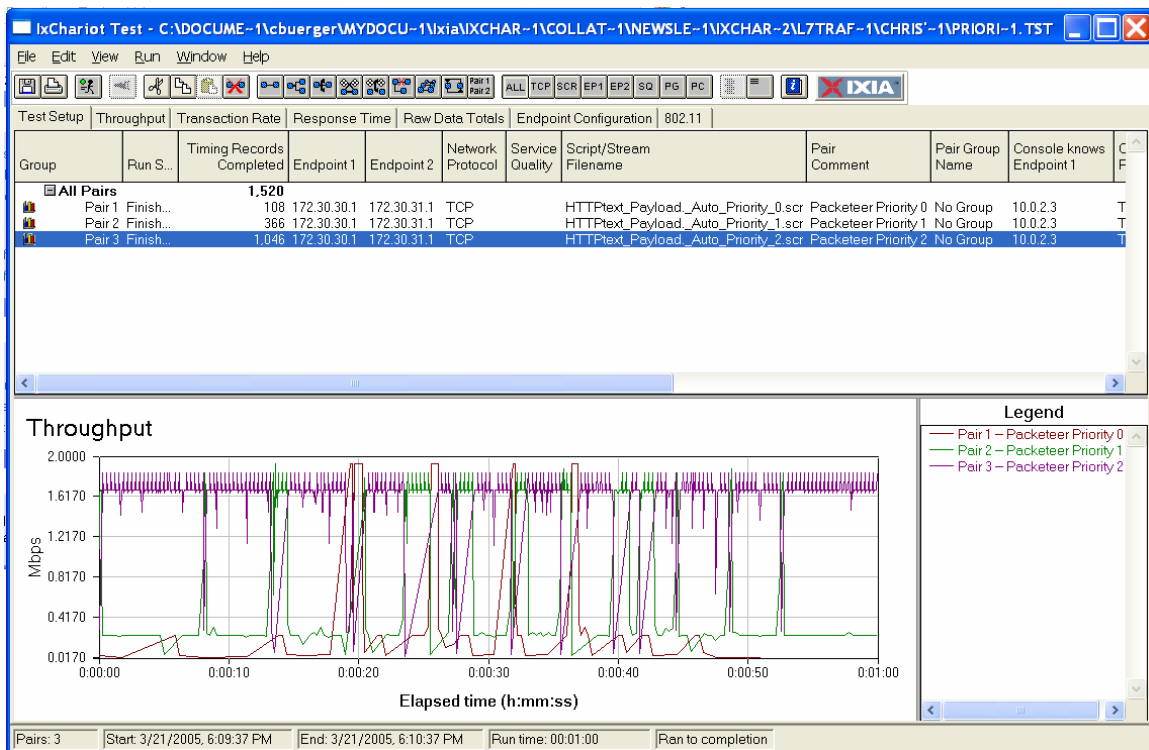 IxChariot Test - C:\DOCUME~1\cbuerger\MYDOCU~1\Ixia\IXCHAR~1\COLLAT~1\NEWSLE~1\IXCHAR~2\L7TRAF~1\CHRIS'~1\PRIORI~1.TST
File Edit View Run Window Help
Pair 1 Pair 2 ALL TCP SCR EP1 EP2 SQ PG PC XIXIA
Test Setup Throughput Transaction Rate Response Time Raw Data Totals Endpoint Configuration 802.11
Group Run S... Timing Records Completed Endpoint 1 Endpoint 2 Network Protocol Service Quality Script/Stream Filename Pair Comment Pair Group Name Console knows Endpoint 1
All Pairs 1,520
Pair 1 Finish... 108 172.30.30.1 172.30.31.1 TCP HTTPtext_Payload._Auto_Priority_0.scr Packeteer Priority 0 No Group 10.0.2.3 T
Pair 2 Finish... 366 172.30.30.1 172.30.31.1 TCP HTTPtext_Payload._Auto_Priority_1.scr Packeteer Priority 1 No Group 10.0.2.3 T
Pair 3 Finish... 1,046 172.30.30.1 172.30.31.1 TCP HTTPtext_Payload._Auto_Priority_2.scr Packeteer Priority 2 No Group 10.0.2.3 T
Throughput
Mbps
2.0000
1.6170
1.2170
0.8170
0.4170
0.0170
0:00:00 0:00:10 0:00:20 0:00:30 0:00:40 0:00:50 0:01:00
Elapsed time (h:mm:ss)
Legend
Pair 1 – Packeteer Priority 0
Pair 2 – Packeteer Priority 1
Pair 3 – Packeteer Priority 2
Pairs: 3 Start: 3/21/2005, 6:09:37 PM End: 3/21/2005, 6:10:37 PM Run time: 00:01:00 Ran to completion